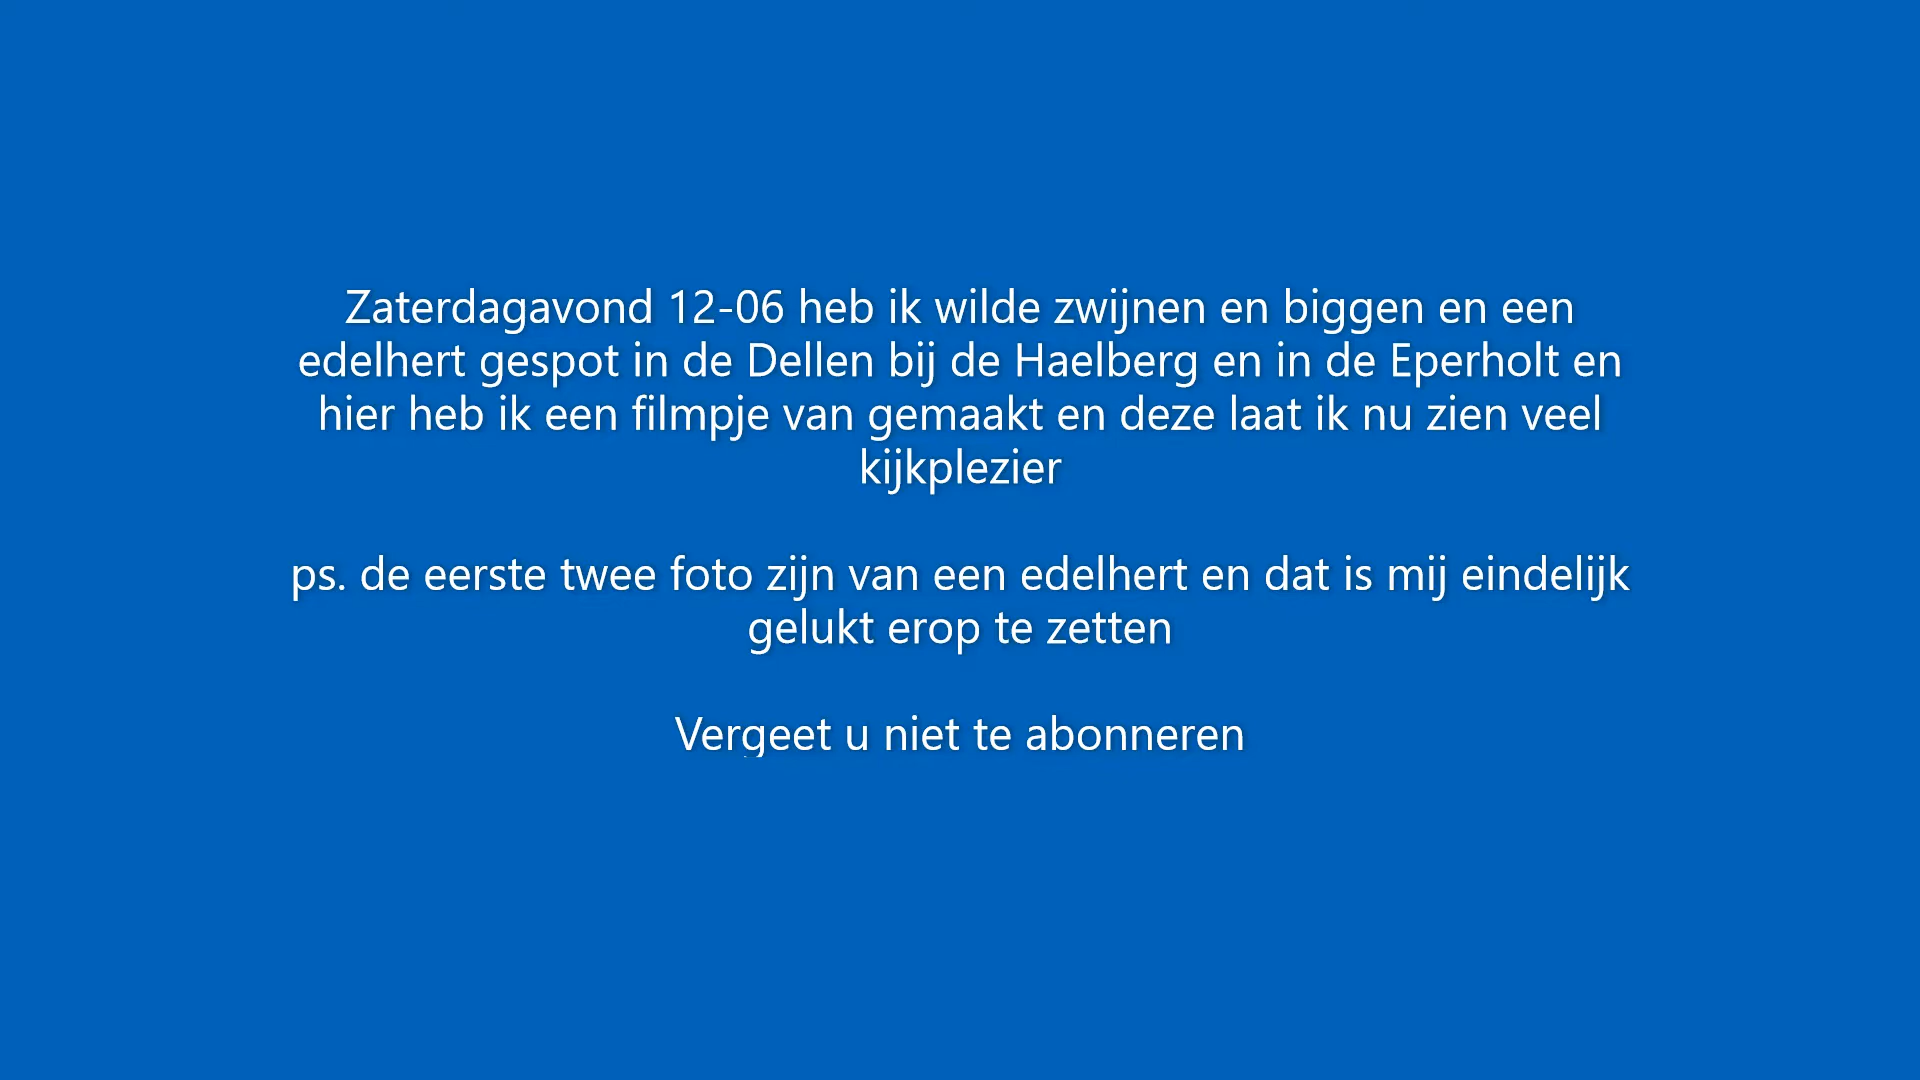 Zaterdagavond 12-06 heb ik wilde zwijnen en biggen en een
edelhert gespot in de Dellen bij de Haelberg en in de Eperholt en
hier heb ik een filmpje van gemaakt en deze laat ik nu zien veel
kijkplezier
ps. de eerste twee foto zijn van een edelhert en dat is mij eindelijk
gelukt erop te zetten
Vergeet u niet te abonneren